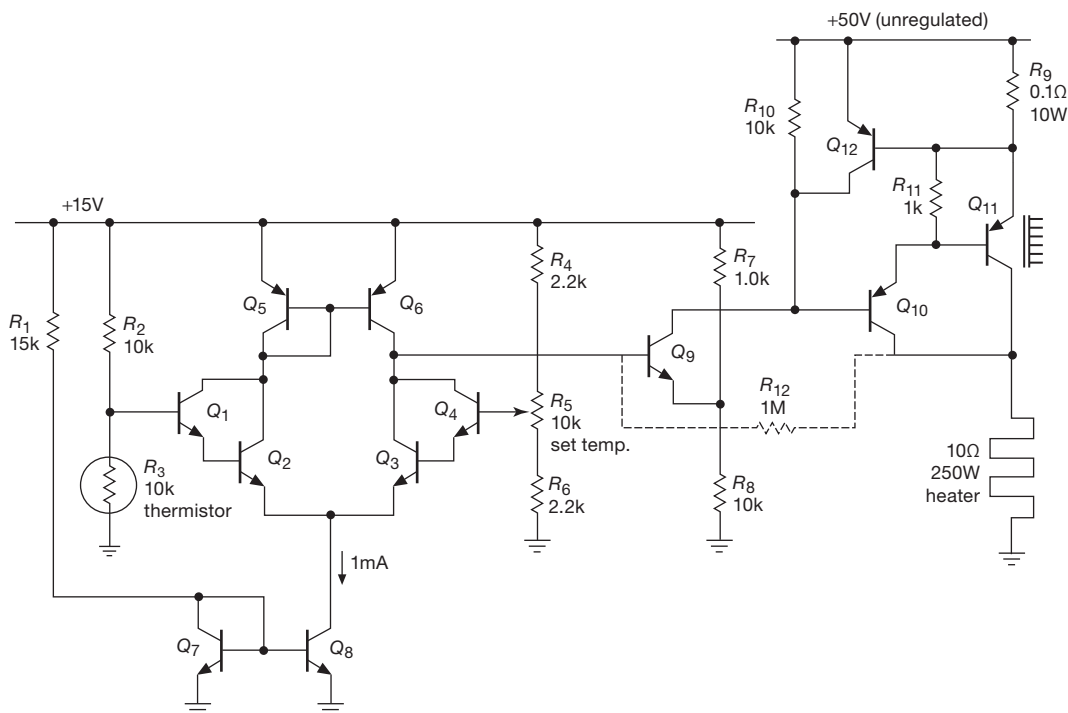 +50V (unregulated)
R9
0.1Ω
10W
R10
10k
Q12
R11
1k
Q11
+15V
R4
2.2k
R7
1.0k
Q5
Q6
Q10
R1
15k
R2
10k
Q9
R12
1M
Q1
Q4
R5
10k
set temp.
Q2
Q3
R3
10k
thermistor
R6
2.2k
R8
10k
10Ω
250W
heater
1mA
Q7
Q8